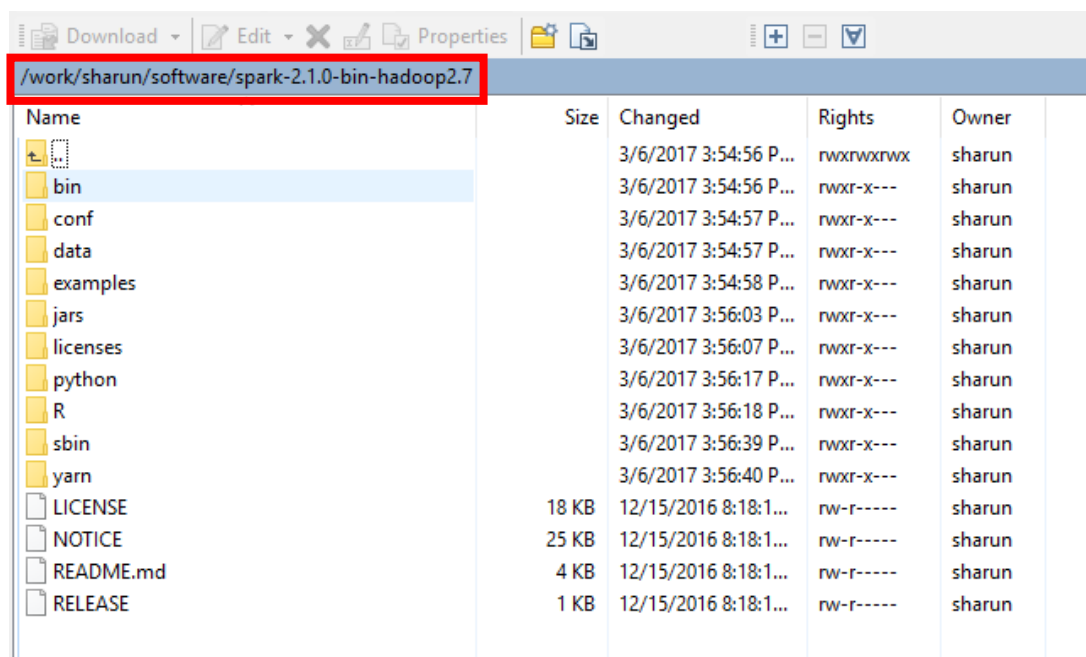 Download Edit Properties
/work/sharun/software/spark-2.1.0-bin-hadoop2.7
Name Size Changed Rights Owner
.. 3/6/2017 3:54:56 P... rwxrwxrwx sharun
bin 3/6/2017 3:54:56 P... rwxr-x--- sharun
conf 3/6/2017 3:54:57 P... rwxr-x--- sharun
data 3/6/2017 3:54:57 P... rwxr-x--- sharun
examples 3/6/2017 3:54:58 P... rwxr-x--- sharun
jars 3/6/2017 3:56:03 P... rwxr-x--- sharun
licenses 3/6/2017 3:56:07 P... rwxr-x--- sharun
python 3/6/2017 3:56:17 P... rwxr-x--- sharun
R 3/6/2017 3:56:18 P... rwxr-x--- sharun
sbin 3/6/2017 3:56:39 P... rwxr-x--- sharun
yarn 3/6/2017 3:56:40 P... rwxr-x--- sharun
LICENSE 18 KB 12/15/2016 8:18:1... rw-r----- sharun
NOTICE 25 KB 12/15/2016 8:18:1... rw-r----- sharun
README.md 4 KB 12/15/2016 8:18:1... rw-r----- sharun
RELEASE 1 KB 12/15/2016 8:18:1... rw-r----- sharun